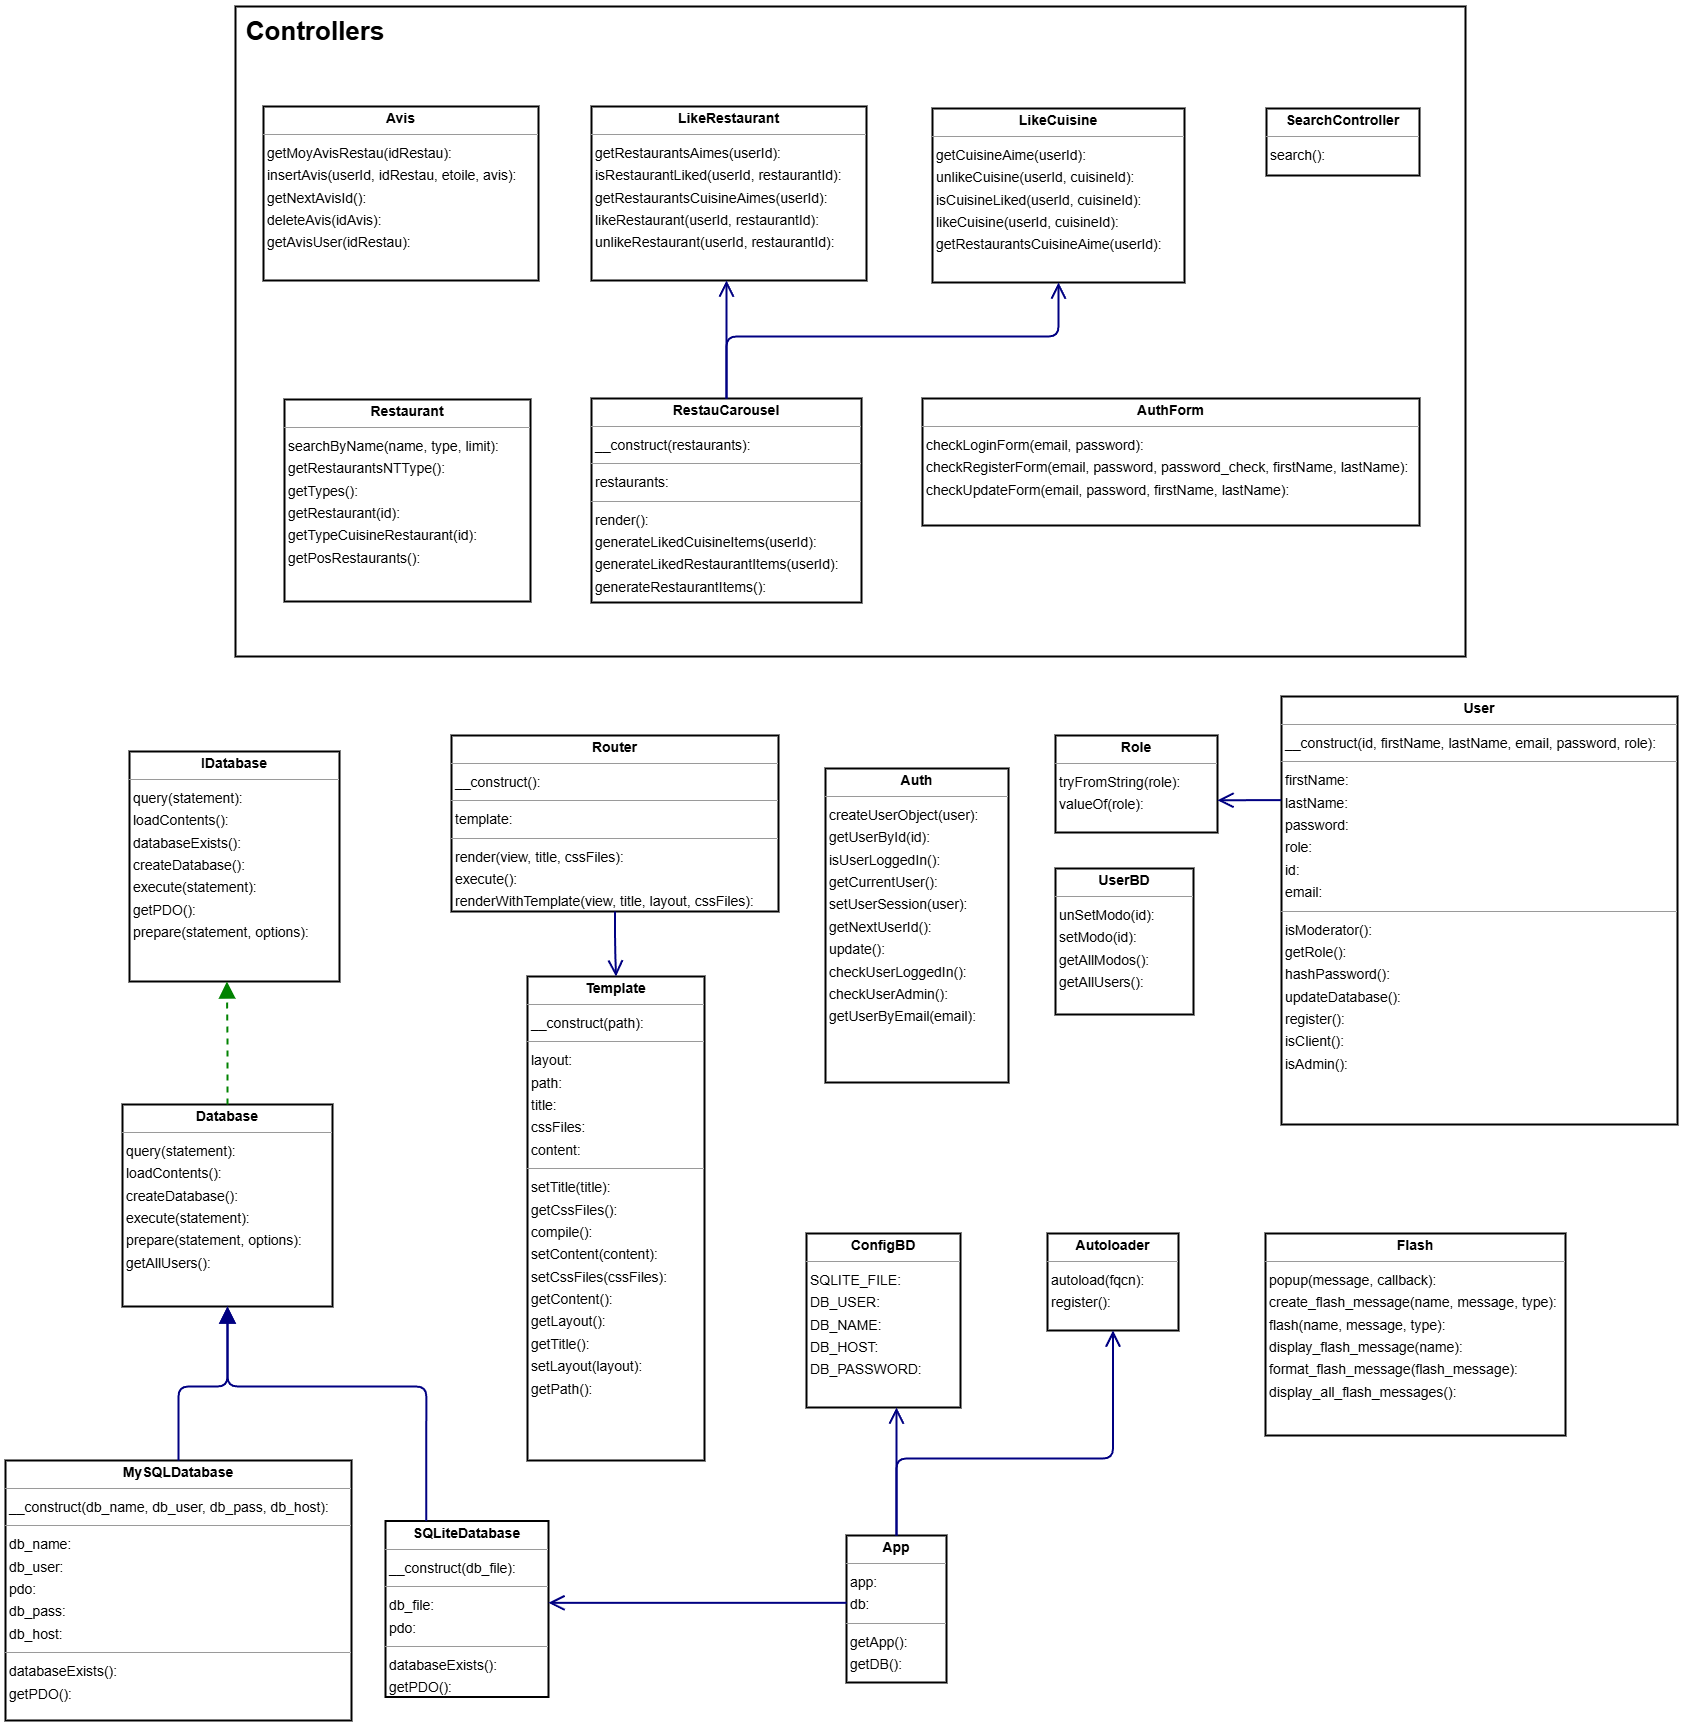 Controllers
Avis
getMoyAvisRestau(idRestau):
insertAvis(userId, idRestau, etoile, avis):
getNextAvisId():
deleteAvis(idAvis):
getAvisUser(idRestau):
LikeRestaurant
getRestaurantsAimes(userId):
isRestaurantLiked(userId, restaurantId):
getRestaurantsCuisineAimes(userId):
likeRestaurant(userId, restaurantId):
unlikeRestaurant(userId, restaurantId):
LikeCuisine
getCuisineAime(userId):
unlikeCuisine(userId, cuisineId):
isCuisineLiked(userId, cuisineId):
likeCuisine(userId, cuisineId):
getRestaurantsCuisineAime(userId):
SearchController
search():
Restaurant
searchByName(name, type, limit):
getRestaurantsNTType():
getTypes():
getRestaurant(id):
getTypeCuisineRestaurant(id):
getPosRestaurants():
RestauCarousel
__construct(restaurants):
restaurants:
render():
generateLikedCuisineItems(userId):
generateLikedRestaurantItems(userId):
generateRestaurantItems():
AuthForm
checkLoginForm(email, password):
checkRegisterForm(email, password, password_check, firstName, lastName):
checkUpdateForm(email, password, firstName, lastName):
IDatabase
query(statement):
loadContents():
databaseExists():
createDatabase():
execute(statement):
getPDO():
prepare(statement, options):
Router
__construct():
template:
render(view, title, cssFiles):
execute():
renderWithTemplate(view, title, layout, cssFiles):
Auth
createUserObject(user):
getUserById(id):
isUserLoggedIn():
getCurrentUser():
setUserSession(user):
getNextUserId():
update():
checkUserLoggedIn():
checkUserAdmin():
getUserByEmail(email):
Role
tryFromString(role):
valueOf(role):
UserBD
unSetModo(id):
setModo(id):
getAllModos():
getAllUsers():
User
__construct(id, firstName, lastName, email, password, role):
firstName:
lastName:
password:
role:
id:
email:
isModerator():
getRole():
hashPassword():
updateDatabase():
register():
isClient():
isAdmin():
Template
__construct(path):
layout:
path:
title:
cssFiles:
content:
setTitle(title):
getCssFiles():
compile():
setContent(content):
setCssFiles(cssFiles):
getContent():
getLayout():
getTitle():
setLayout(layout):
getPath():
Database
query(statement):
loadContents():
createDatabase():
execute(statement):
prepare(statement, options):
getAllUsers():
ConfigBD
SQLITE_FILE:
DB_USER:
DB_NAME:
DB_HOST:
DB_PASSWORD:
Autoloader
autoload(fqcn):
register():
Flash
popup(message, callback):
create_flash_message(name, message, type):
flash(name, message, type):
display_flash_message(name):
format_flash_message(flash_message):
display_all_flash_messages():
MySQLDatabase
__construct(db_name, db_user, db_pass, db_host):
db_name:
db_user:
pdo:
db_pass:
db_host:
databaseExists():
getPDO():
SQLiteDatabase
__construct(db_file):
db_file:
pdo:
databaseExists():
getPDO():
App
app:
db:
getApp():
getDB():